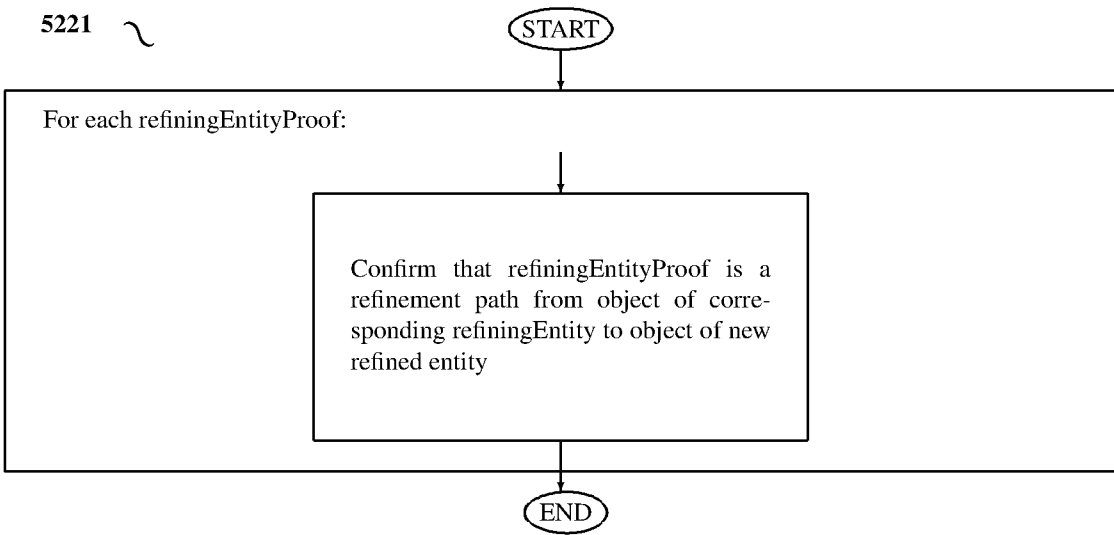 5221
START
For each refiningEntityProof:
Confirm that refiningEntityProof is a
refinement path from object of corre-
sponding refiningEntity to object of new
refined entity
END